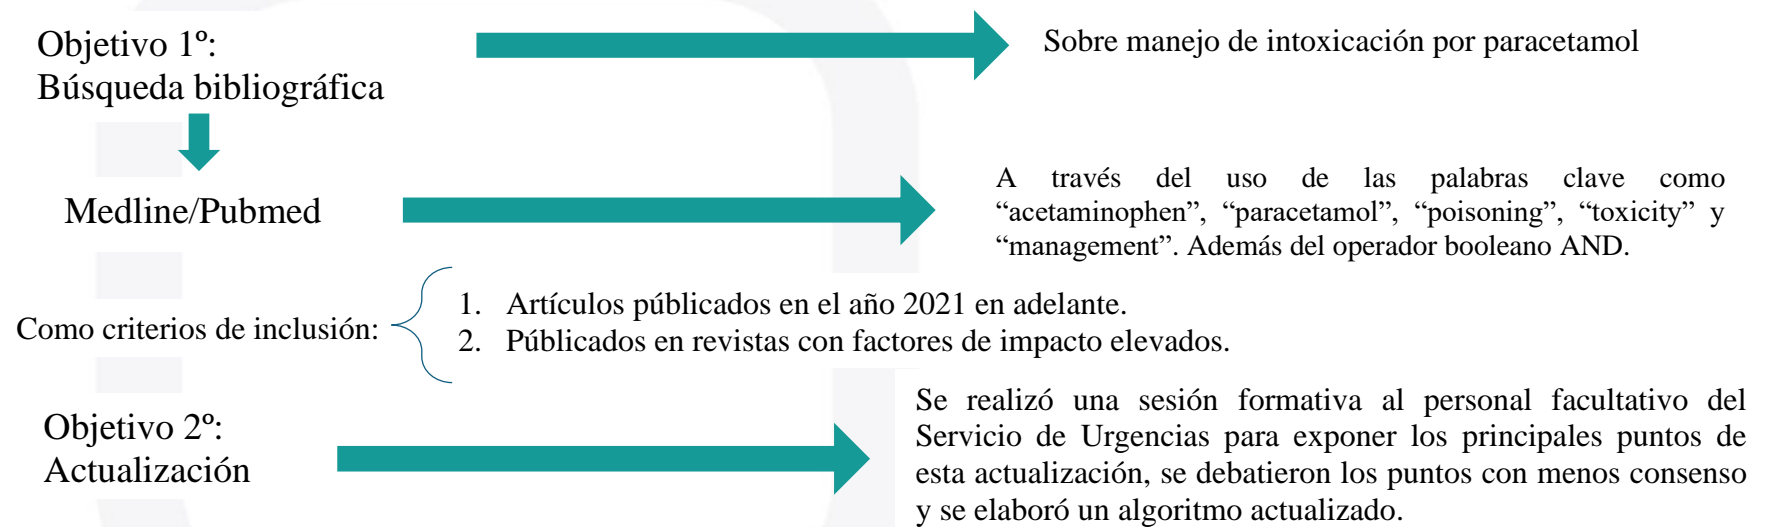 Objetivo 1º:
Búsqueda bibliográfica
Sobre manejo de intoxicación por paracetamol
Medline/Pubmed
A través del uso de las palabras clave como
“acetaminophen”, “paracetamol”, “poisoning”, “toxicity” y
“management”. Además del operador booleano AND.
Como criterios de inclusión:
1. Artículos públicados en el año 2021 en adelante.
2. Públicados en revistas con factores de impacto elevados.
Objetivo 2º:
Actualización
Se realizó una sesión formativa al personal facultativo del
Servicio de Urgencias para exponer los principales puntos de
esta actualización, se debatieron los puntos con menos consenso
y se elaboró un algoritmo actualizado.